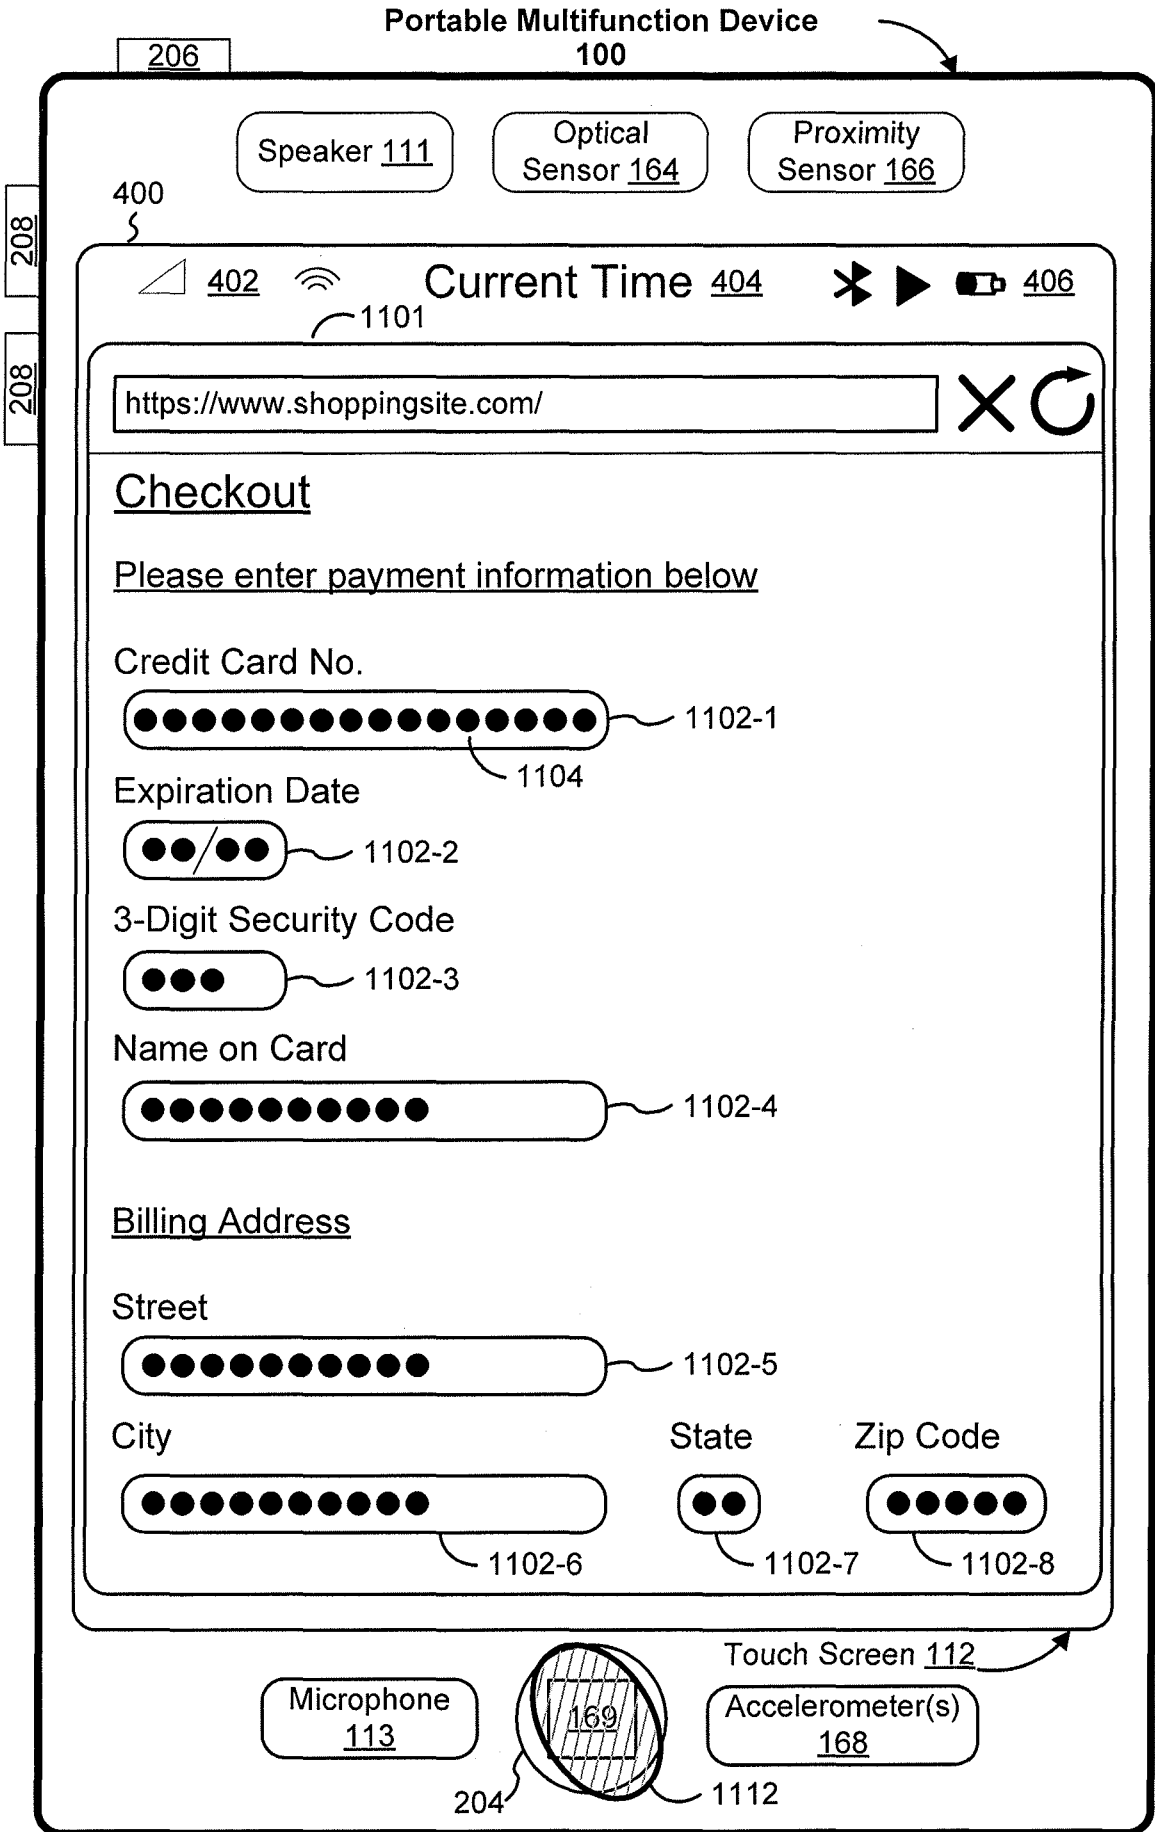 Portable Multifunction Device
100
206
Speaker 111
Optical
Sensor 164
Proximity
Sensor 166
400
208
402
Current Time 404
406
1101
208
https://www.shoppingsite.com/
Checkout
Please enter payment information below
Credit Card No.
1102-1
1104
Expiration Date
/
1102-2
3-Digit Security Code
1102-3
Name on Card
1102-4
Billing Address
Street
1102-5
City
State
Zip Code
1102-6
1102-7
1102-8
Touch Screen 112
Microphone
113
169
Accelerometer(s)
168
204
1112